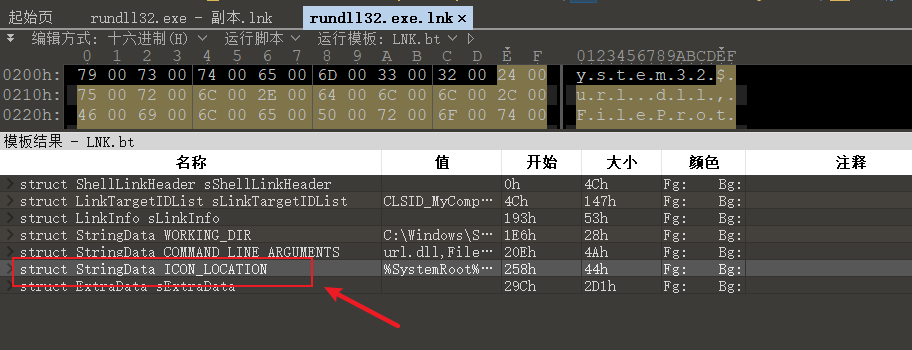 起始页 rundll32.exe - 副本.lnk rundll32.exe.lnk ×
编辑方式: 十六进制(H) 运行脚本 运行模板: LNK.bt
0 1 2 3 4 5 6 7 8 9 A B C D E F 0123456789ABCDEF
0200h: 79 00 73 00 74 00 65 00 6D 00 33 00 32 00 24 00 y.s.t.e.m.3.2.$.
0210h: 75 00 72 00 6C 00 2E 00 64 00 6C 00 6C 00 2C 00 u.r.l...d.l.l.,.
0220h: 46 00 69 00 6C 00 65 00 50 00 72 00 6F 00 74 00 F.i.l.e.P.r.o.t.
模板结果 - LNK.bt
名称 值 开始 大小 颜色 注释
struct ShellLinkHeader sShellLinkHeader 0h 4Ch Fg: Bg:
struct LinkTargetIDList sLinkTargetIDList CLSID_MyComp… 4Ch 147h Fg: Bg:
struct LinkInfo sLinkInfo 193h 53h Fg: Bg:
struct StringData WORKING_DIR C:\Windows\S… 1E6h 28h Fg: Bg:
struct StringData COMMAND_LINE_ARGUMENTS url.dll,File… 20Eh 4Ah Fg: Bg:
struct StringData ICON_LOCATION %SystemRoot%… 258h 44h Fg: Bg:
struct ExtraData sExtraData 29Ch 2D1h Fg: Bg: